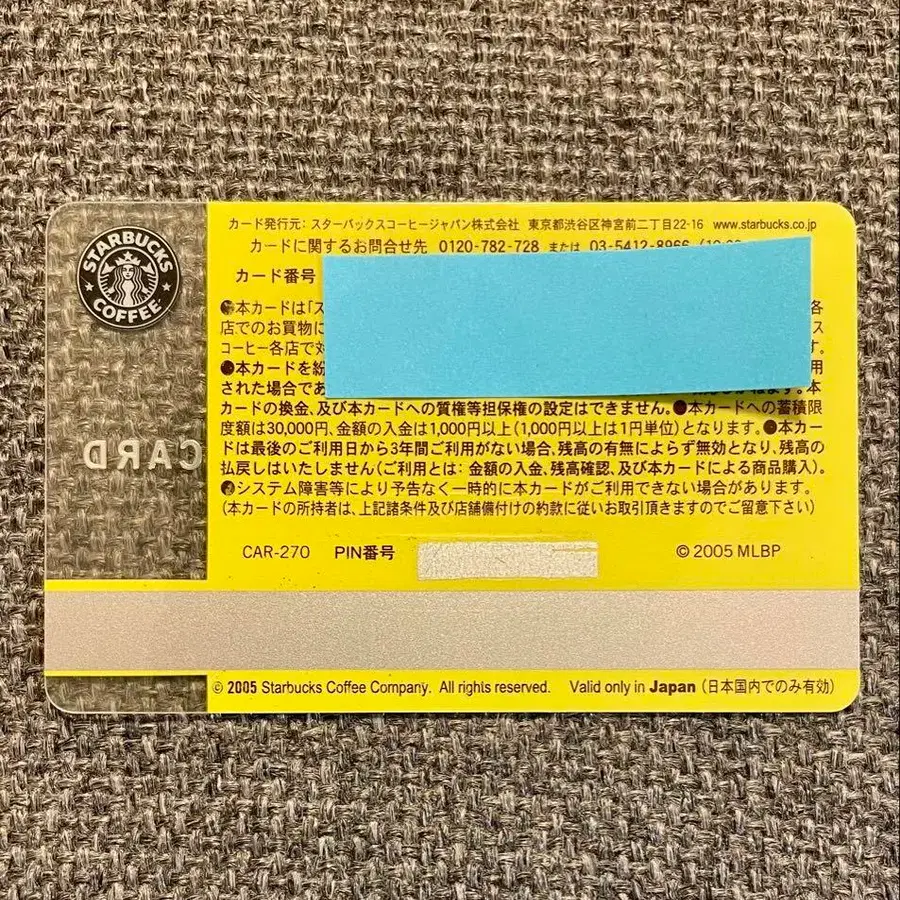 STARBUCKS
COFFEE
カード発行元: スターバックスコーヒージャパン株式会社 東京都渋谷区神宮前二丁目22-16 www.starbucks.co.jp
カードに関するお問合せ先 0120-782-728 または 03-5412-8966
カード番号
●本カードは「ス 各
店でのお買物に ス
コーヒー各店で す。
●本カードを紛 用
された場合であ 本
カードの換金、及び本カードへの質権等担保権の設定はできません。●本カードへの蓄積限
度額は30,000円、金額の入金は1,000円以上(1,000円以上は1円単位)となります。●本カー
ドは最後のご利用日から3年間ご利用がない場合、残高の有無によらず無効となり、残高の
払戻しはいたしません(ご利用とは: 金額の入金、残高確認、及び本カードによる商品購入)。
●システム障害等により予告なく一時的に本カードがご利用できない場合があります。
(本カードの所持者は、上記諸条件及び店舗備付けの約款に従いお取引頂きますのでご留意下さい)
CARD
CAR-270 PIN番号 © 2005 MLBP
© 2005 Starbucks Coffee Company. All rights reserved. Valid only in Japan (日本国内でのみ有効)